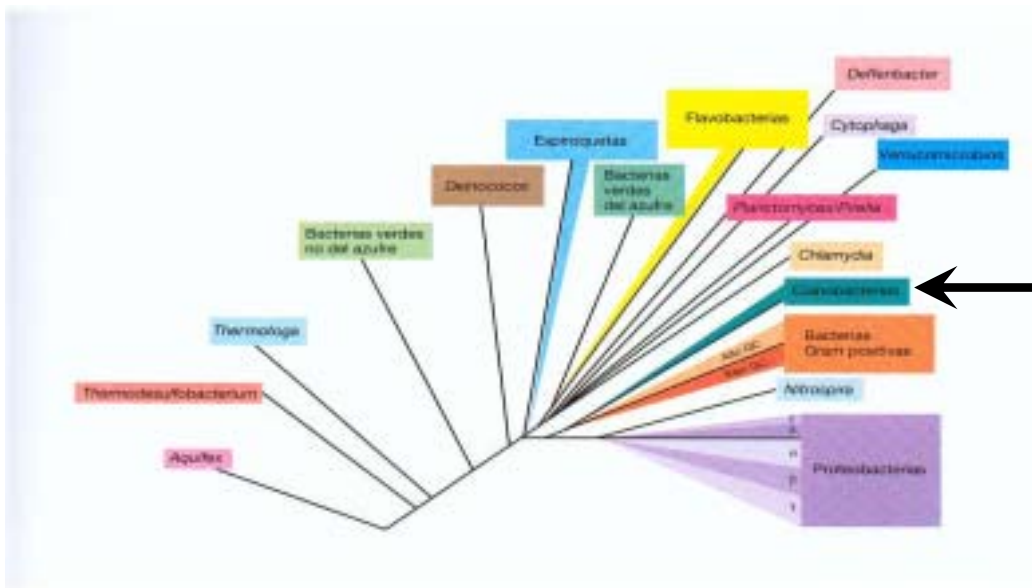 Deferribacter
Flavobacterias
Cytophaga
Espiroquetas
Verrucomicrobios
Bacterias
verdes
del azufre
Deinococos
Planctomyces/Pirella
Bacterias verdes
no del azufre
Chlamydia
Cianobacterias
Thermotoga
Bacterias
Gram positivas
Thermodesulfobacterium
Nitrospira
Aquifex
Proteobacterias